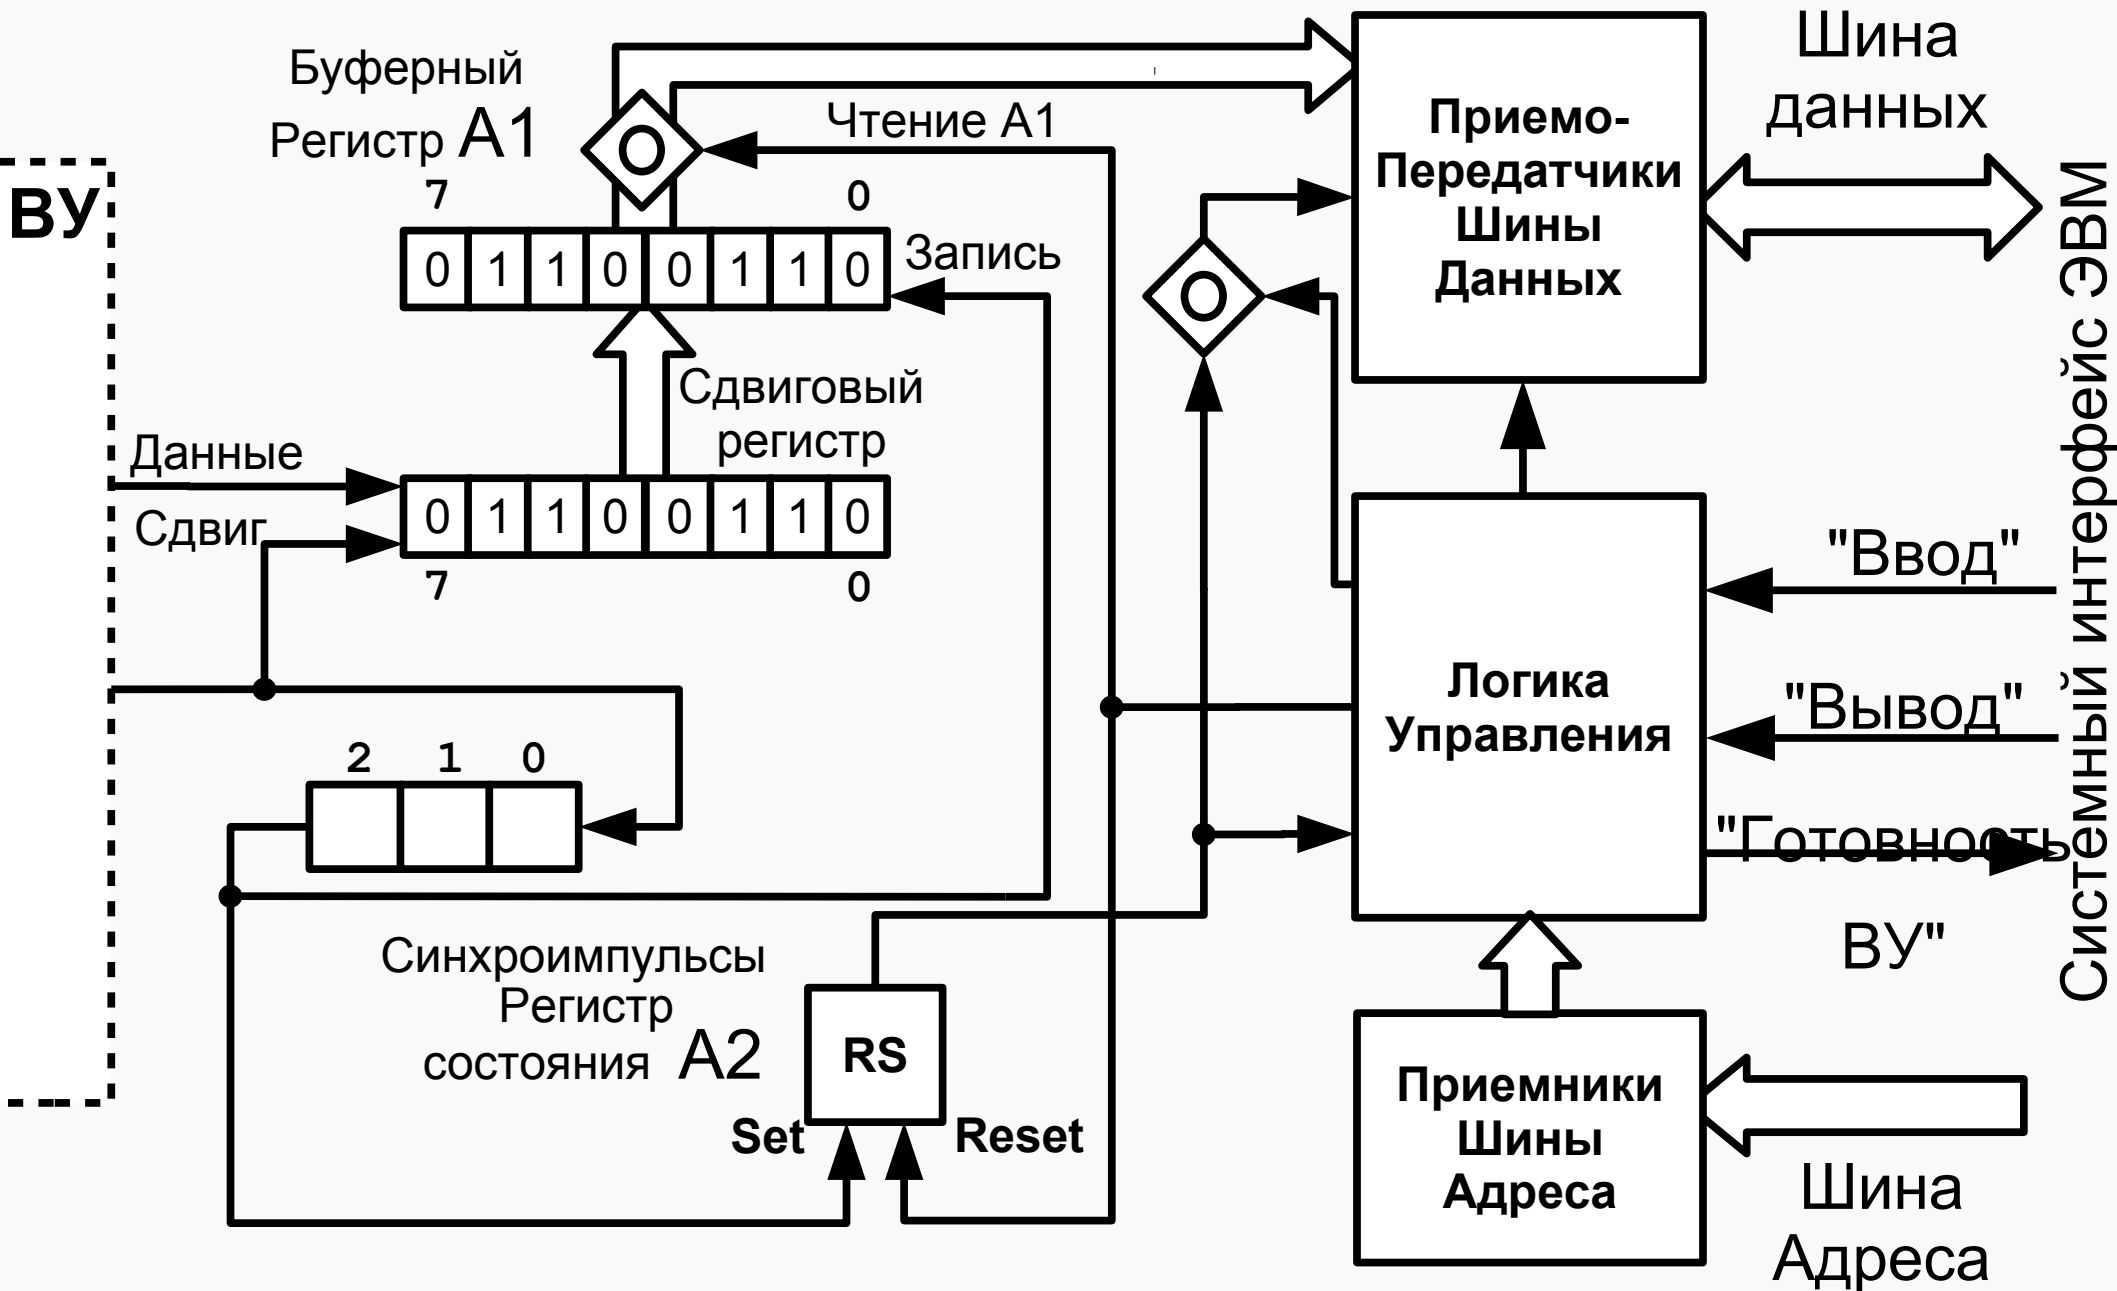 Буферный
Регистр А1
7
0
0 1 1 0 0 1 1 0
Чтение А1
Запись
ВУ
Сдвиговый
регистр
Данные
Сдвиг
0 1 1 0 0 1 1 0
7
0
2 1 0
Синхроимпульсы
Регистр
состояния А2
RS
Set
Reset
Приемо-
Передатчики
Шины
Данных
Логика
Управления
Приемники
Шины
Адреса
Шина
данных
"Ввод"
"Вывод"
"Готовность
ВУ"
Шина
Адреса
Системный интерфейс ЭВМ